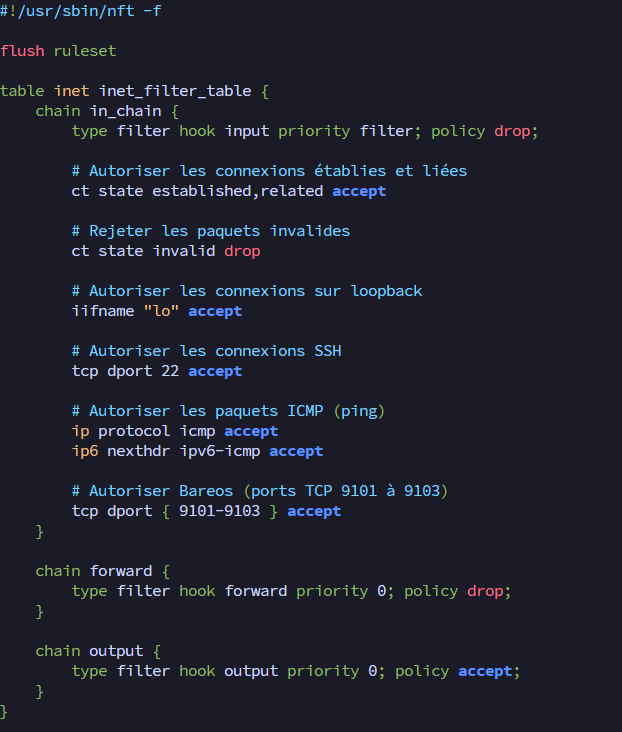 #!/usr/sbin/nft -f
flush ruleset
table inet inet_filter_table {
chain in_chain {
type filter hook input priority filter; policy drop;
# Autoriser les connexions établies et liées
ct state established,related accept
# Rejeter les paquets invalides
ct state invalid drop
# Autoriser les connexions sur loopback
iifname "lo" accept
# Autoriser les connexions SSH
tcp dport 22 accept
# Autoriser les paquets ICMP (ping)
ip protocol icmp accept
ip6 nexthdr ipv6-icmp accept
# Autoriser Bareos (ports TCP 9101 à 9103)
tcp dport { 9101-9103 } accept
}
chain forward {
type filter hook forward priority 0; policy drop;
}
chain output {
type filter hook output priority 0; policy accept;
}
}